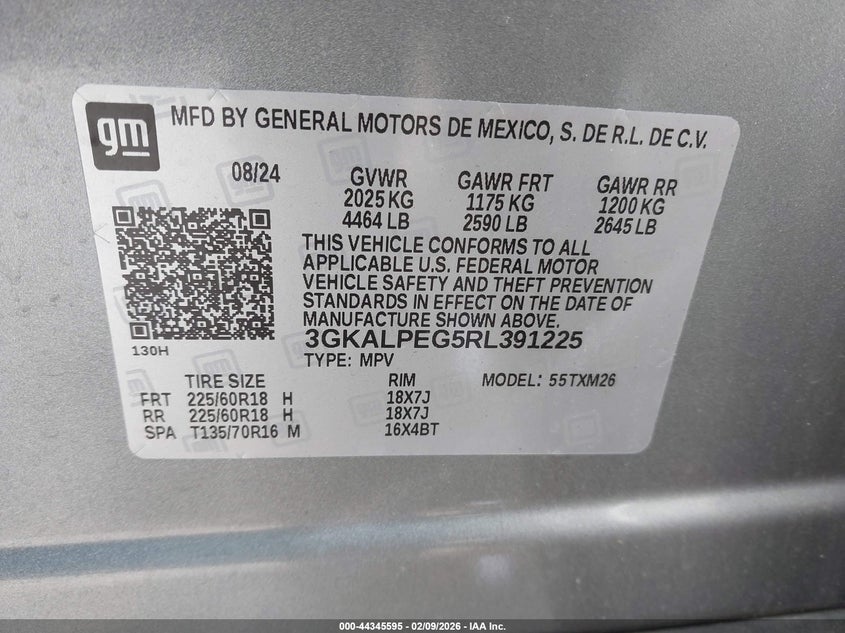 gm
MFD BY GENERAL MOTORS DE MEXICO, S. DE R.L. DE C.V.
08/24 GVWR GAWR FRT GAWR RR
2025 KG 1175 KG 1200 KG
4464 LB 2590 LB 2645 LB
THIS VEHICLE CONFORMS TO ALL
APPLICABLE U.S. FEDERAL MOTOR
VEHICLE SAFETY AND THEFT PREVENTION
STANDARDS IN EFFECT ON THE DATE OF
MANUFACTURE SHOWN ABOVE.
3GKALPEG5RL391225
130H
TYPE: MPV
TIRE SIZE RIM MODEL: 55TXM26
FRT 225/60R18 H 18X7J
RR 225/60R18 H 18X7J
SPA T135/70R16 M 16X4BT
000-44345595 - 02/09/2026 - IAA Inc.